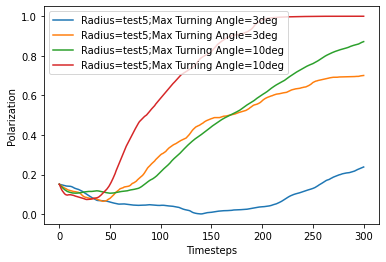 1.0
0.8
0.6
0.4
0.2
0.0
Polarization
Radius=test5;Max Turning Angle=3deg
Radius=test5;Max Turning Angle=3deg
Radius=test5;Max Turning Angle=10deg
Radius=test5;Max Turning Angle=10deg
0 50 100 150 200 250 300
Timesteps